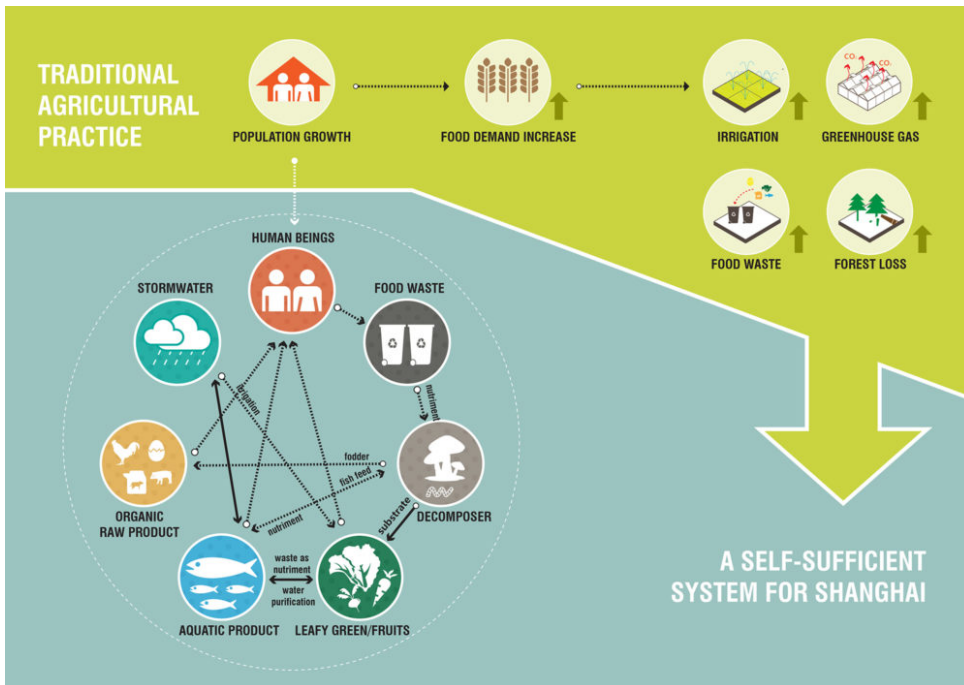 TRADITIONAL
AGRICULTURAL
PRACTICE
POPULATION GROWTH
FOOD DEMAND INCREASE
IRRIGATION
CO₂
CO₂
GREENHOUSE GAS
FOOD WASTE
FOREST LOSS
HUMAN BEINGS
STORMWATER
FOOD WASTE
irrigation
nutriment
fodder
fish feed
nutriment
substrate
ORGANIC
RAW PRODUCT
DECOMPOSER
waste as
nutriment
water
purification
AQUATIC PRODUCT
LEAFY GREEN/FRUITS
A SELF-SUFFICIENT
SYSTEM FOR SHANGHAI